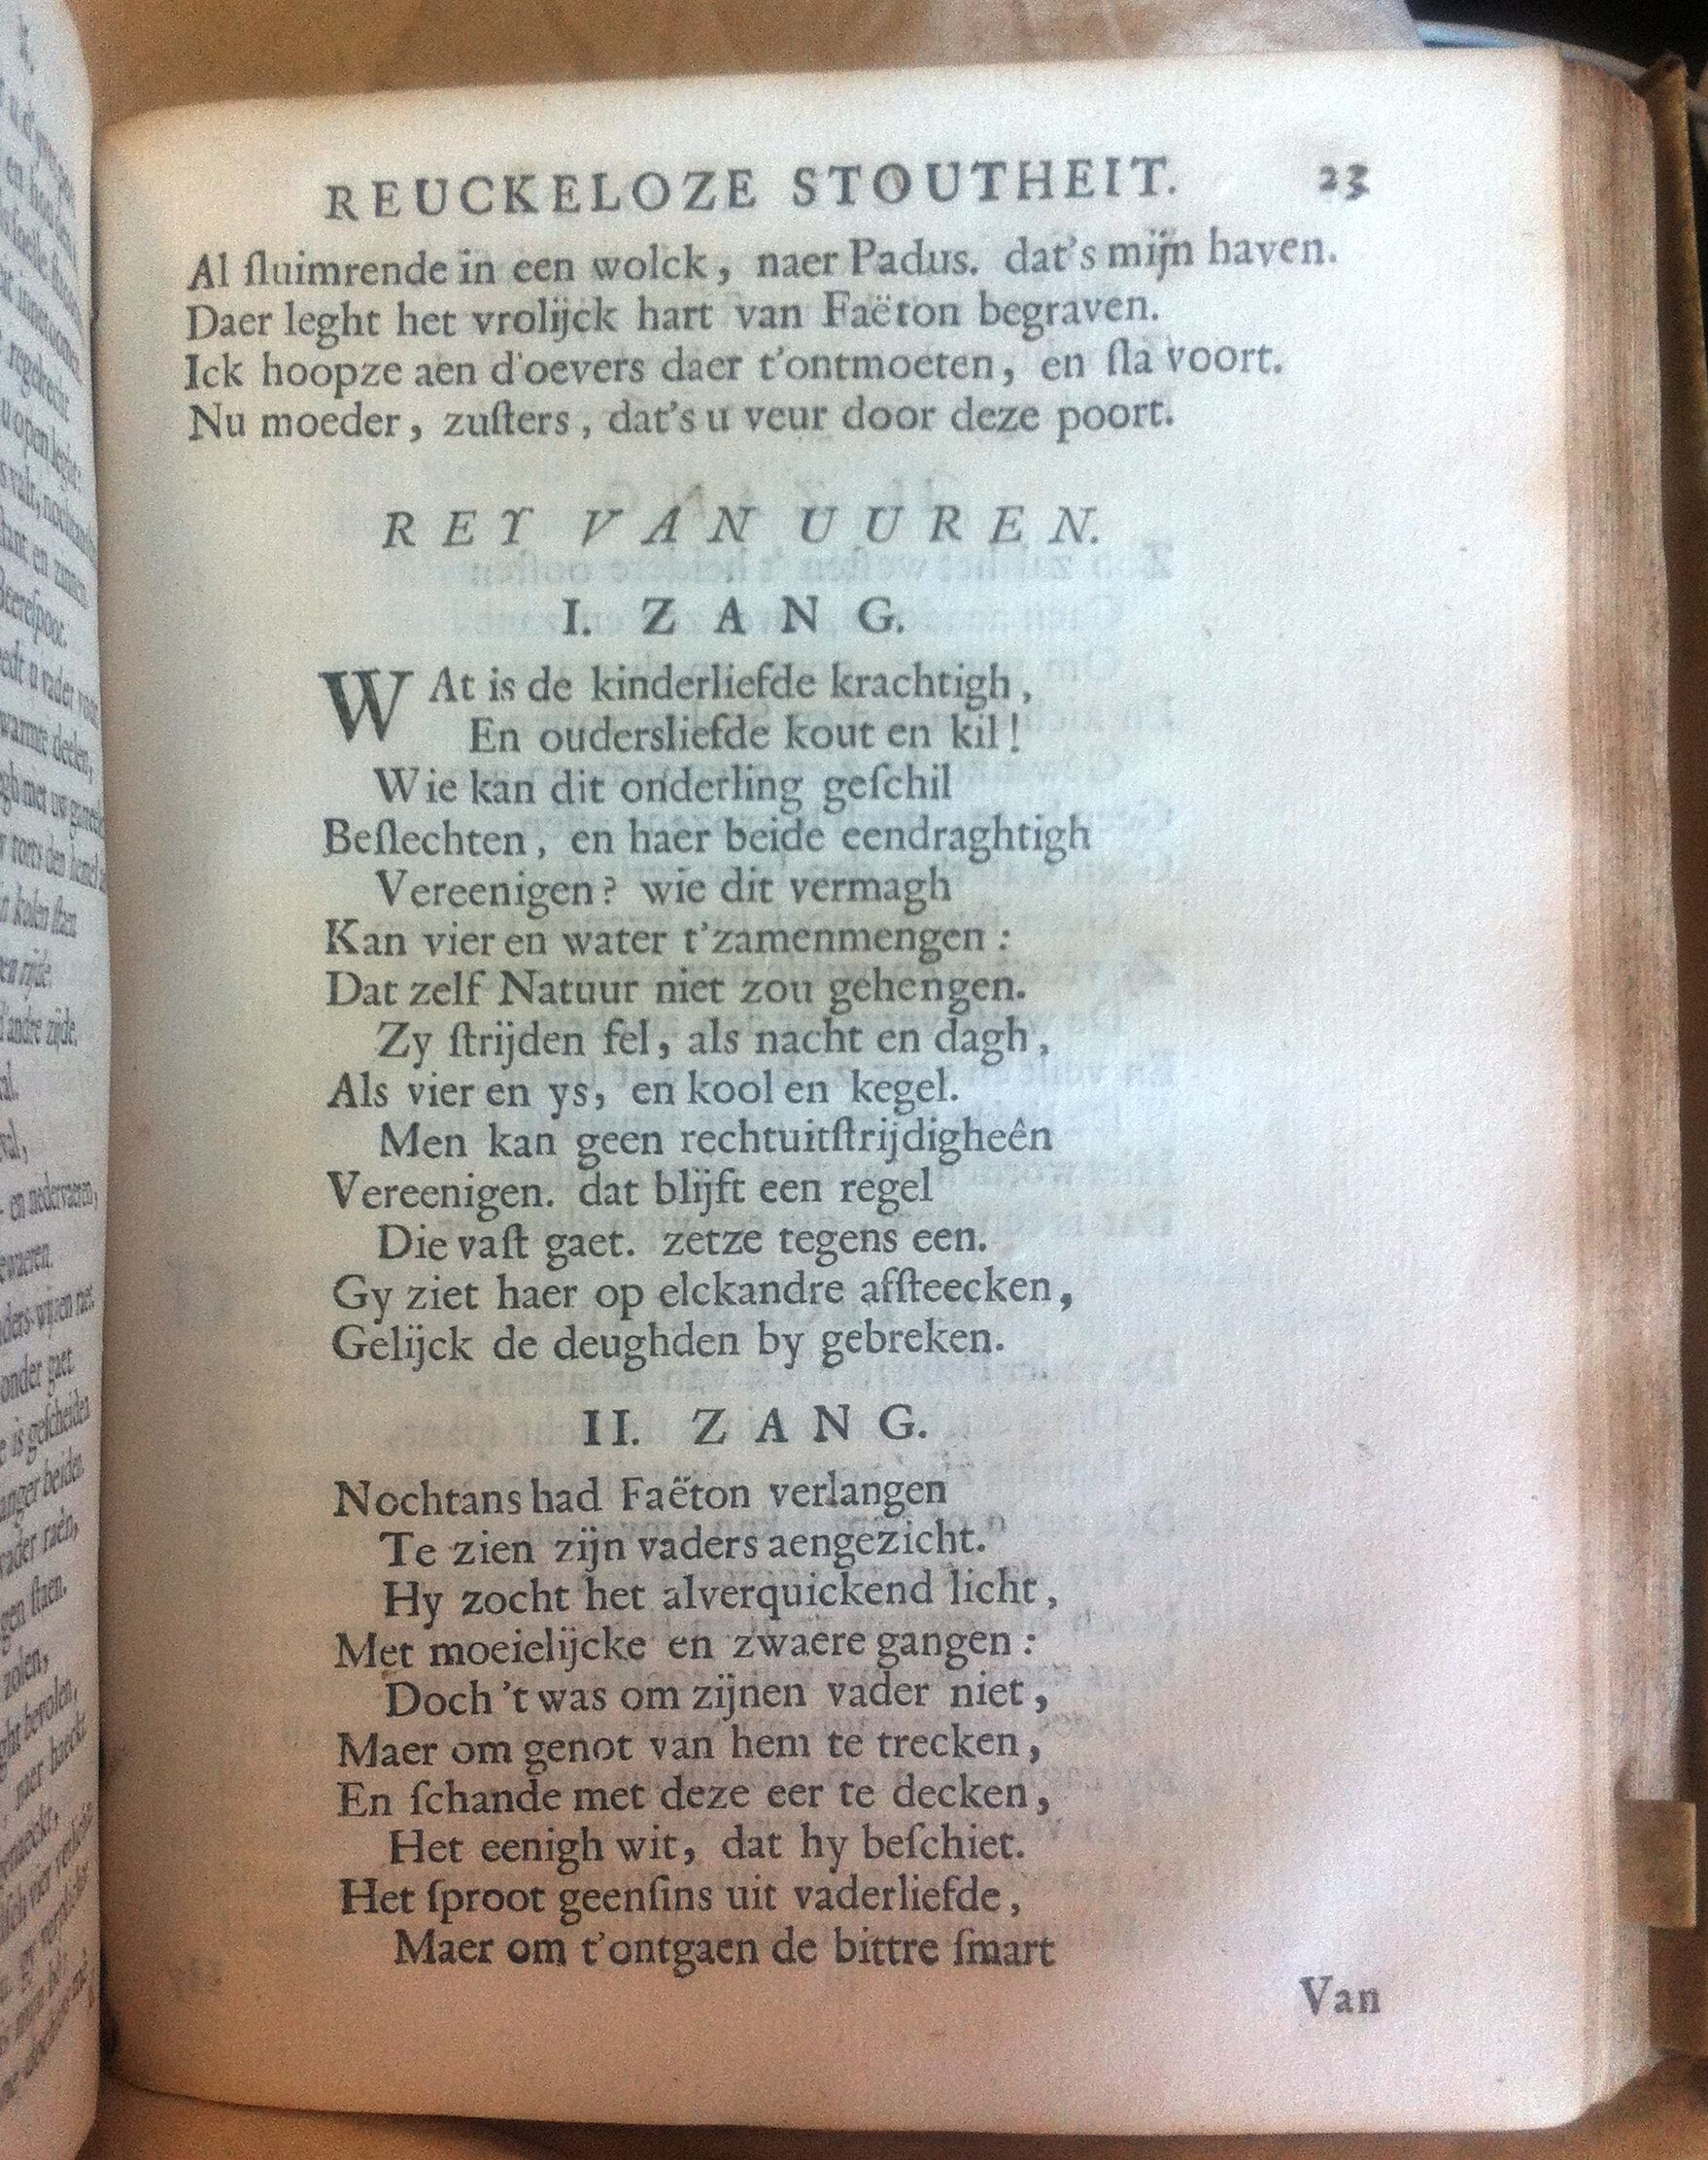 REUCKELOZE STOUTHEIT. 23
Al ſluimrende in een wolck, naer Padus. dat's mijn haven.
Daer leght het vrolijck hart van Faëton begraven.
Ick hoopze aen d'oevers daer t'ontmoeten, en ſla voort.
Nu moeder, zuſters, dat's u veur door deze poort.
REY VAN UUREN.
I. ZANG.
WAt is de kinderliefde krachtigh,
En oudersliefde kout en kil!
Wie kan dit onderling geſchil
Beſlechten, en haer beide eendraghtigh
Vereenigen? wie dit vermagh
Kan vier en water t'zamenmengen:
Dat zelf Natuur niet zou gehengen.
Zy ſtrijden fel, als nacht en dagh,
Als vier en ys, en kool en kegel.
Men kan geen rechtuitſtrijdigheên
Vereenigen. dat blijft een regel
Die vaſt gaet. zetze tegens een.
Gy ziet haer op elckandre afſteecken,
Gelijck de deughden by gebreken.
II. ZANG.
Nochtans had Faëton verlangen
Te zien zijn vaders aengezicht.
Hy zocht het alverquickend licht,
Met moeielijcke en zwaere gangen:
Doch 't was om zijnen vader niet,
Maer om genot van hem te trecken,
En ſchande met deze eer te decken,
Het eenigh wit, dat hy beſchiet.
Het ſproot geenſins uit vaderliefde,
Maer om t'ontgaen de bittre ſmart
Van